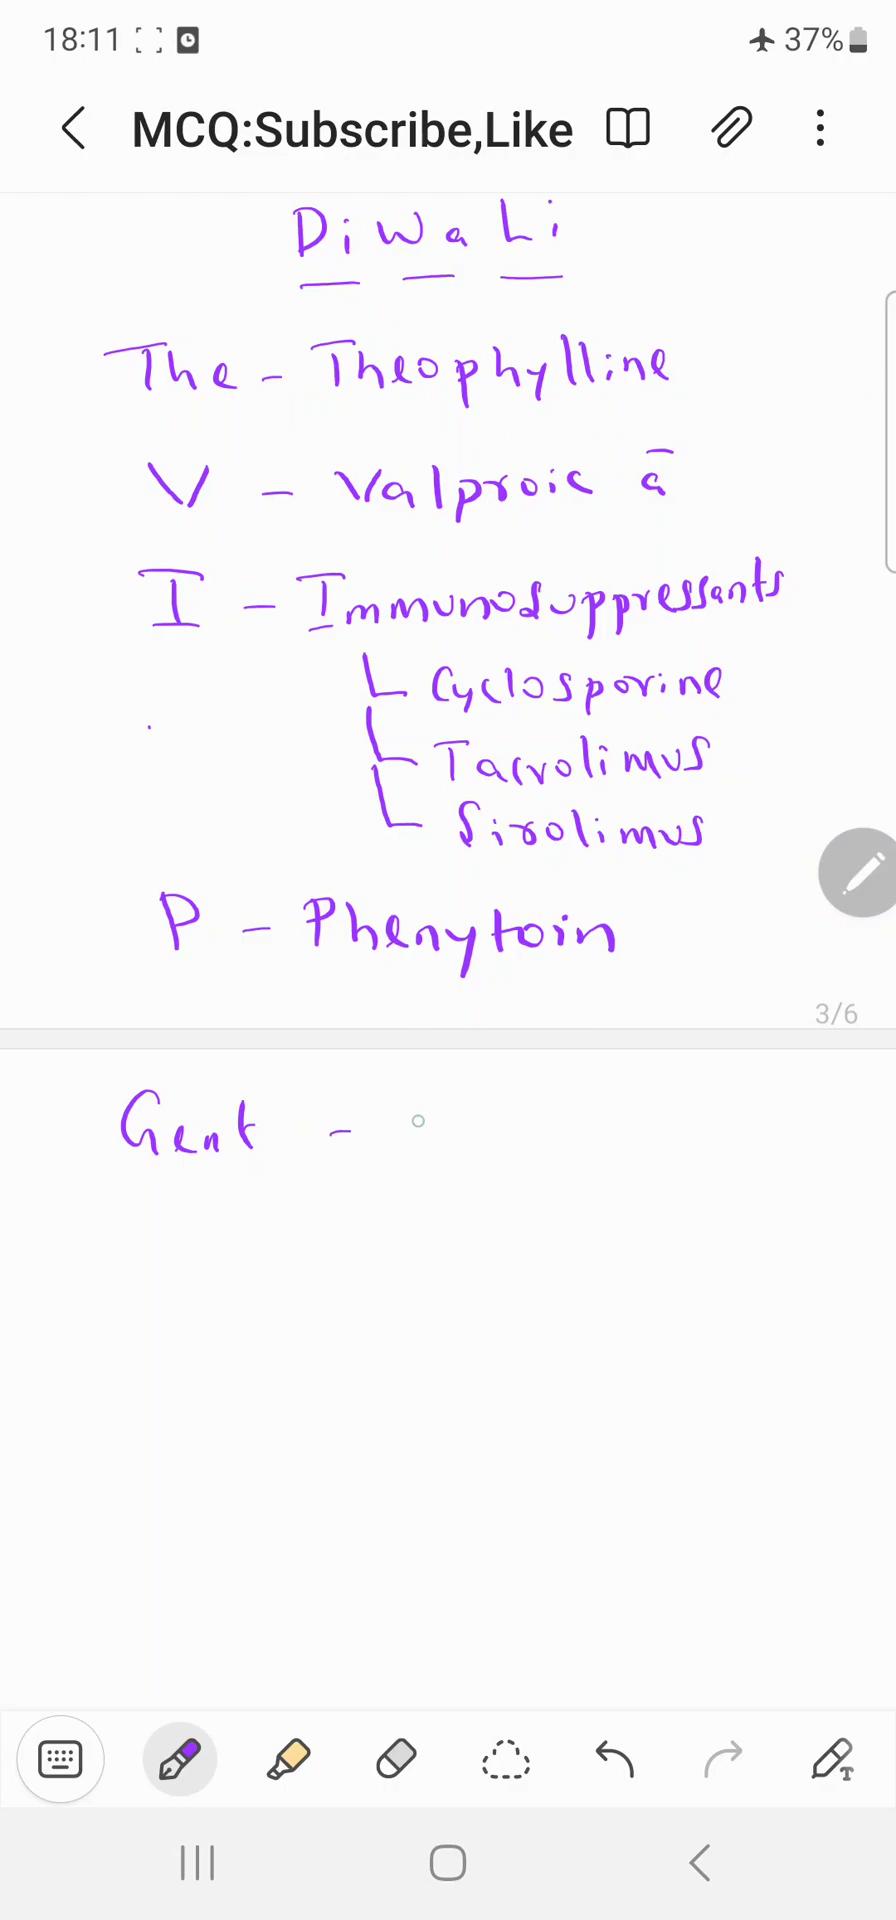 18:11 37%
MCQ:Subscribe,Like
DiWaLi
The - Theophylline
V - Valproic ā
I - Immunosuppressants
Cyclosporine
Tacrolimus
Sirolimus
P - Phenytoin
3/6
Gent -
T